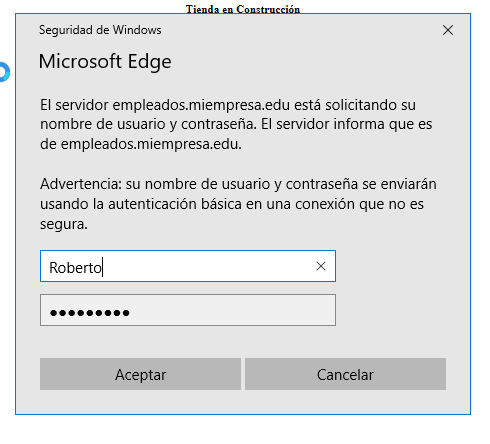 Tienda en Construcción
Seguridad de Windows
Microsoft Edge
El servidor empleados.miempresa.edu está solicitando su
nombre de usuario y contraseña. El servidor informa que es
de empleados.miempresa.edu.
Advertencia: su nombre de usuario y contraseña se enviarán
usando la autenticación básica en una conexión que no es
segura.
Roberto
●●●●●●●●●
Aceptar
Cancelar